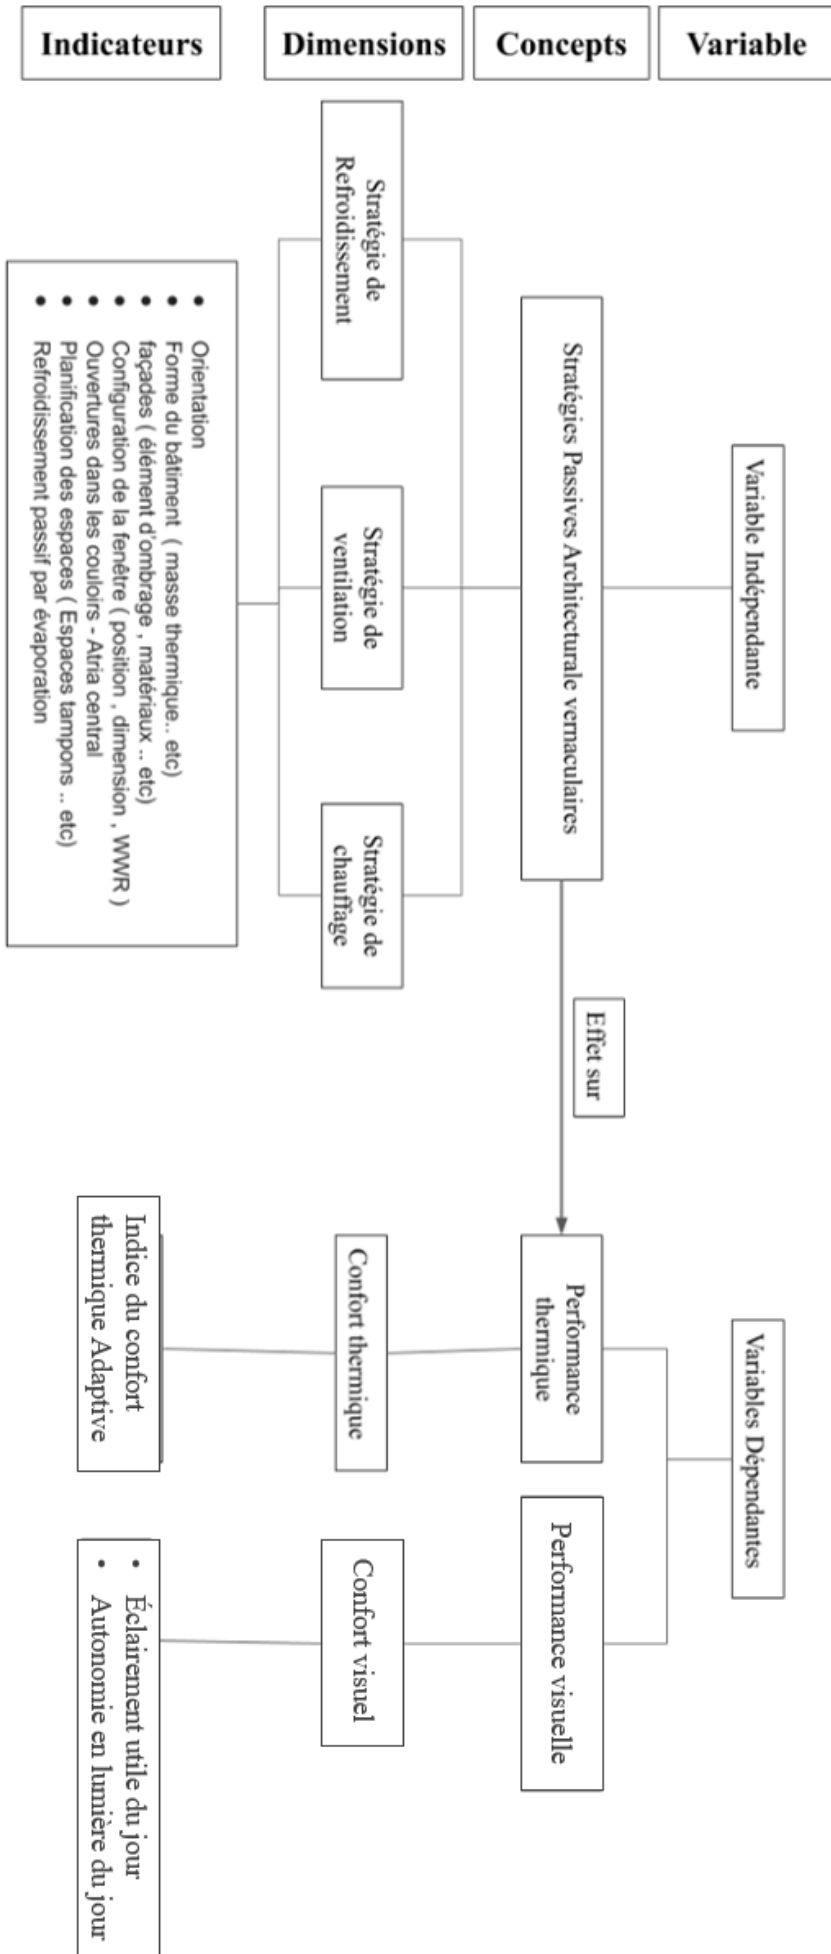 Indicateurs
Dimensions
Concepts
Variable
Variable Indépendante
Variables Dépendantes
Stratégies Passives Architecturale vernaculaires
Effet sur
Performance
thermique
Performance visuelle
Stratégie de
Refroidissement
Stratégie de
ventilation
Stratégie de
chauffage
Confort thermique
Confort visuel
• Orientation
• Forme du bâtiment ( masse thermique.. etc)
• façades ( élément d'ombrage , matériaux .. etc)
• Configuration de la fenêtre ( position , dimension , WWR )
• Ouvertures dans les couloirs - Atria central
• Planification des espaces ( Espaces tampons .. etc)
• Refroidissement passif par évaporation
Indice du confort
thermique Adaptive
• Éclairement utile du jour
• Autonomie en lumière du jour